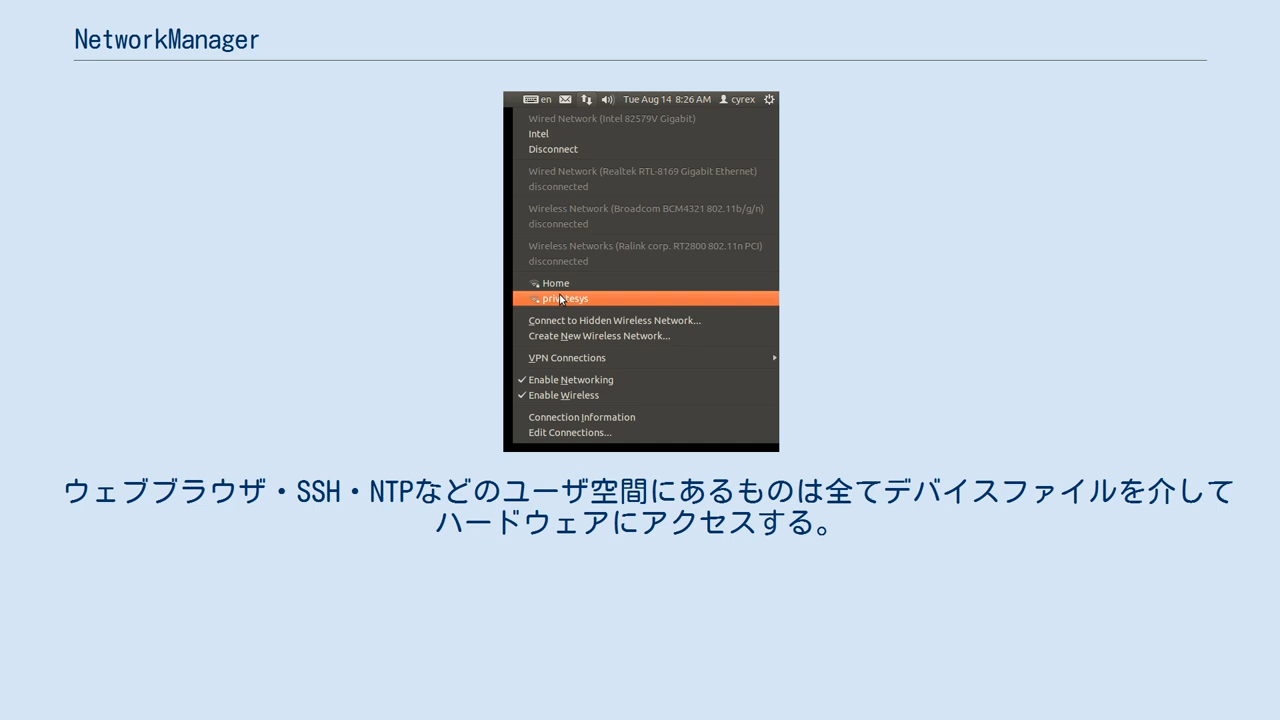 NetworkManager
en Tue Aug 14 8:26 AM cyrex
Wired Network (Intel 82579V Gigabit)
Intel
Disconnect
Wired Network (Realtek RTL-8169 Gigabit Ethernet)
disconnected
Wireless Network (Broadcom BCM4321 802.11b/g/n)
disconnected
Wireless Networks (Ralink corp. RT2800 802.11n PCI)
disconnected
Home
privatesys
Connect to Hidden Wireless Network...
Create New Wireless Network...
VPN Connections
Enable Networking
Enable Wireless
Connection Information
Edit Connections...
ウェブブラウザ・SSH・NTPなどのユーザ空間にあるものは全てデバイスファイルを介して
ハードウェアにアクセスする。